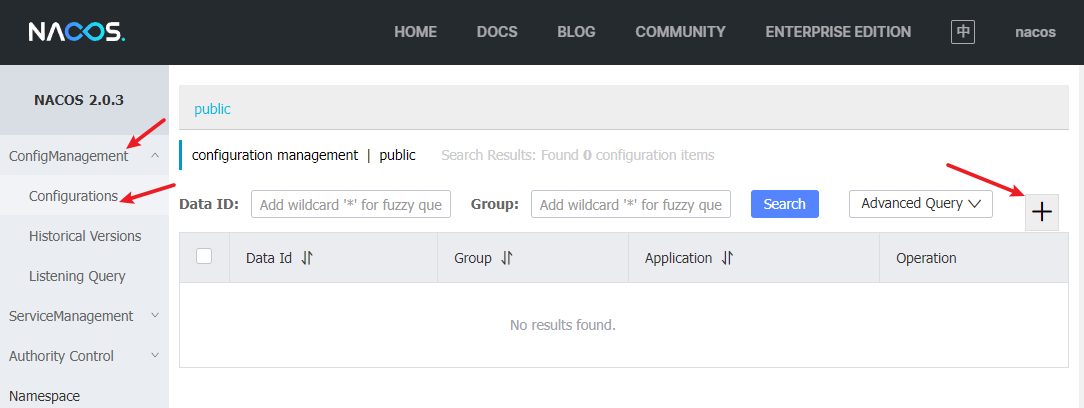 NACOS. HOME DOCS BLOG COMMUNITY ENTERPRISE EDITION 中 nacos
NACOS 2.0.3
ConfigManagement
Configurations
Historical Versions
Listening Query
ServiceManagement
Authority Control
Namespace
public
configuration management | public Search Results: Found 0 configuration items
Data ID: Add wildcard '*' for fuzzy que Group: Add wildcard '*' for fuzzy que Search Advanced Query
Data Id Group Application Operation
No results found.